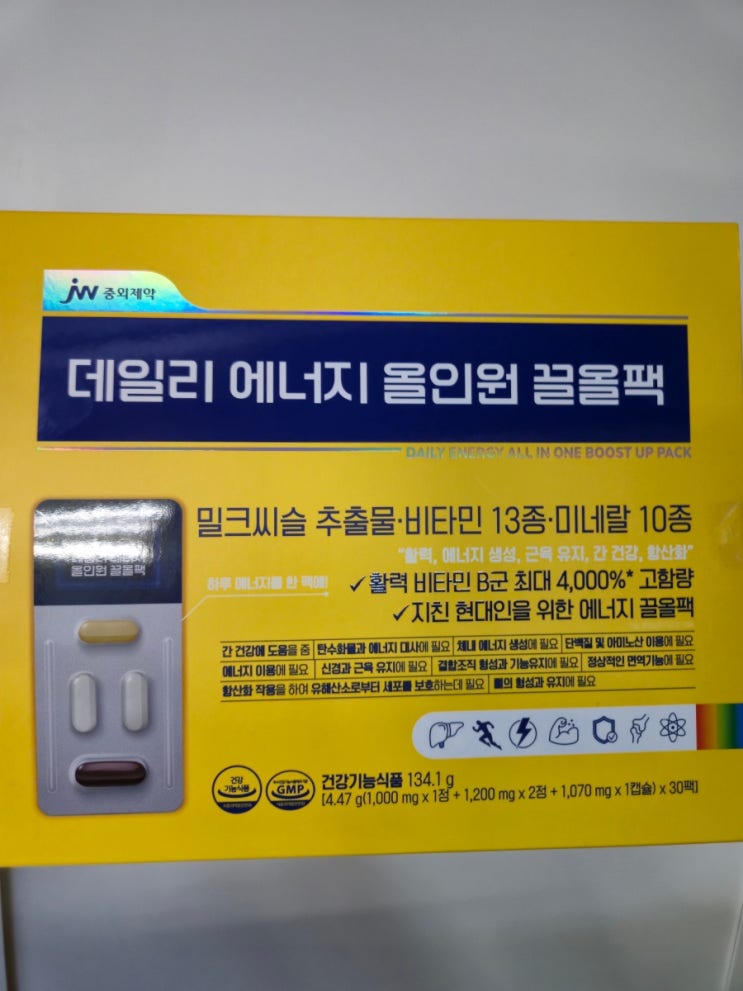 jw 중외제약
데일리 에너지 올인원 끌올팩
DAILY ENERGY ALL IN ONE BOOST UP PACK
밀크씨슬 추출물·비타민 13종·미네랄 10종
"활력, 에너지 생성, 근육 유지, 간 건강, 항산화"
하루 에너지를 한 팩에!
✓활력 비타민 B군 최대 4,000%* 고함량
✓지친 현대인을 위한 에너지 끌올팩
올인원 끌올팩
간 건강에 도움을 줌 | 탄수화물과 에너지 대사에 필요 | 체내 에너지 생성에 필요 | 단백질 및 아미노산 이용에 필요
에너지 이용에 필요 | 신경과 근육 유지에 필요 | 결합조직 형성과 기능유지에 필요 | 정상적인 면역기능에 필요
항산화 작용을 하여 유해산소로부터 세포를 보호하는데 필요 | 뼈의 형성과 유지에 필요
건강
기능식품
GMP
건강기능식품 134.1 g
[4.47 g(1,000 mg x 1정 + 1,200 mg x 2정 + 1,070 mg x 1캡슐) x 30팩]